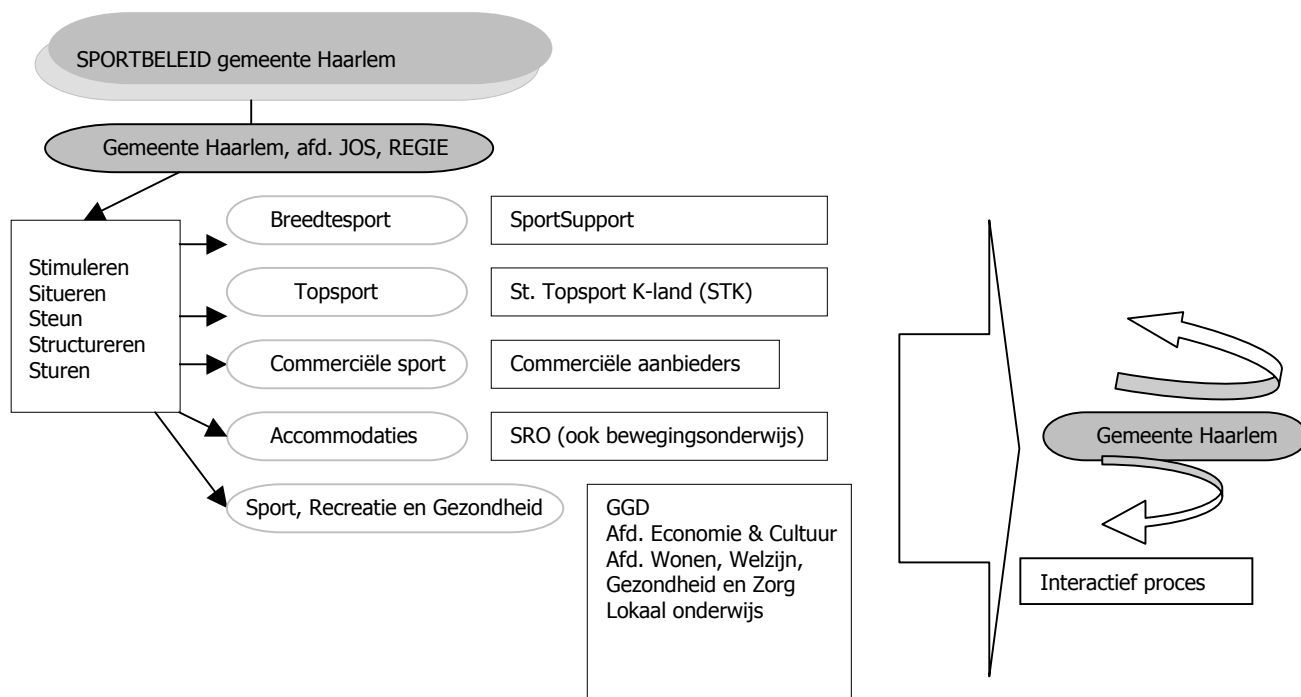 SPORTBELEID gemeente Haarlem
Gemeente Haarlem, afd. JOS, REGIE
Stimuleren
Situeren
Steun
Structureren
Sturen
Breedtesport
SportSupport
Topsport
St. Topsport K-land (STK)
Commerciële sport
Commerciële aanbieders
Accommodaties
SRO (ook bewegingsonderwijs)
Sport, Recreatie en Gezondheid
GGD
Afd. Economie & Cultuur
Afd. Wonen, Welzijn,
Gezondheid en Zorg
Lokaal onderwijs
Gemeente Haarlem
Interactief proces